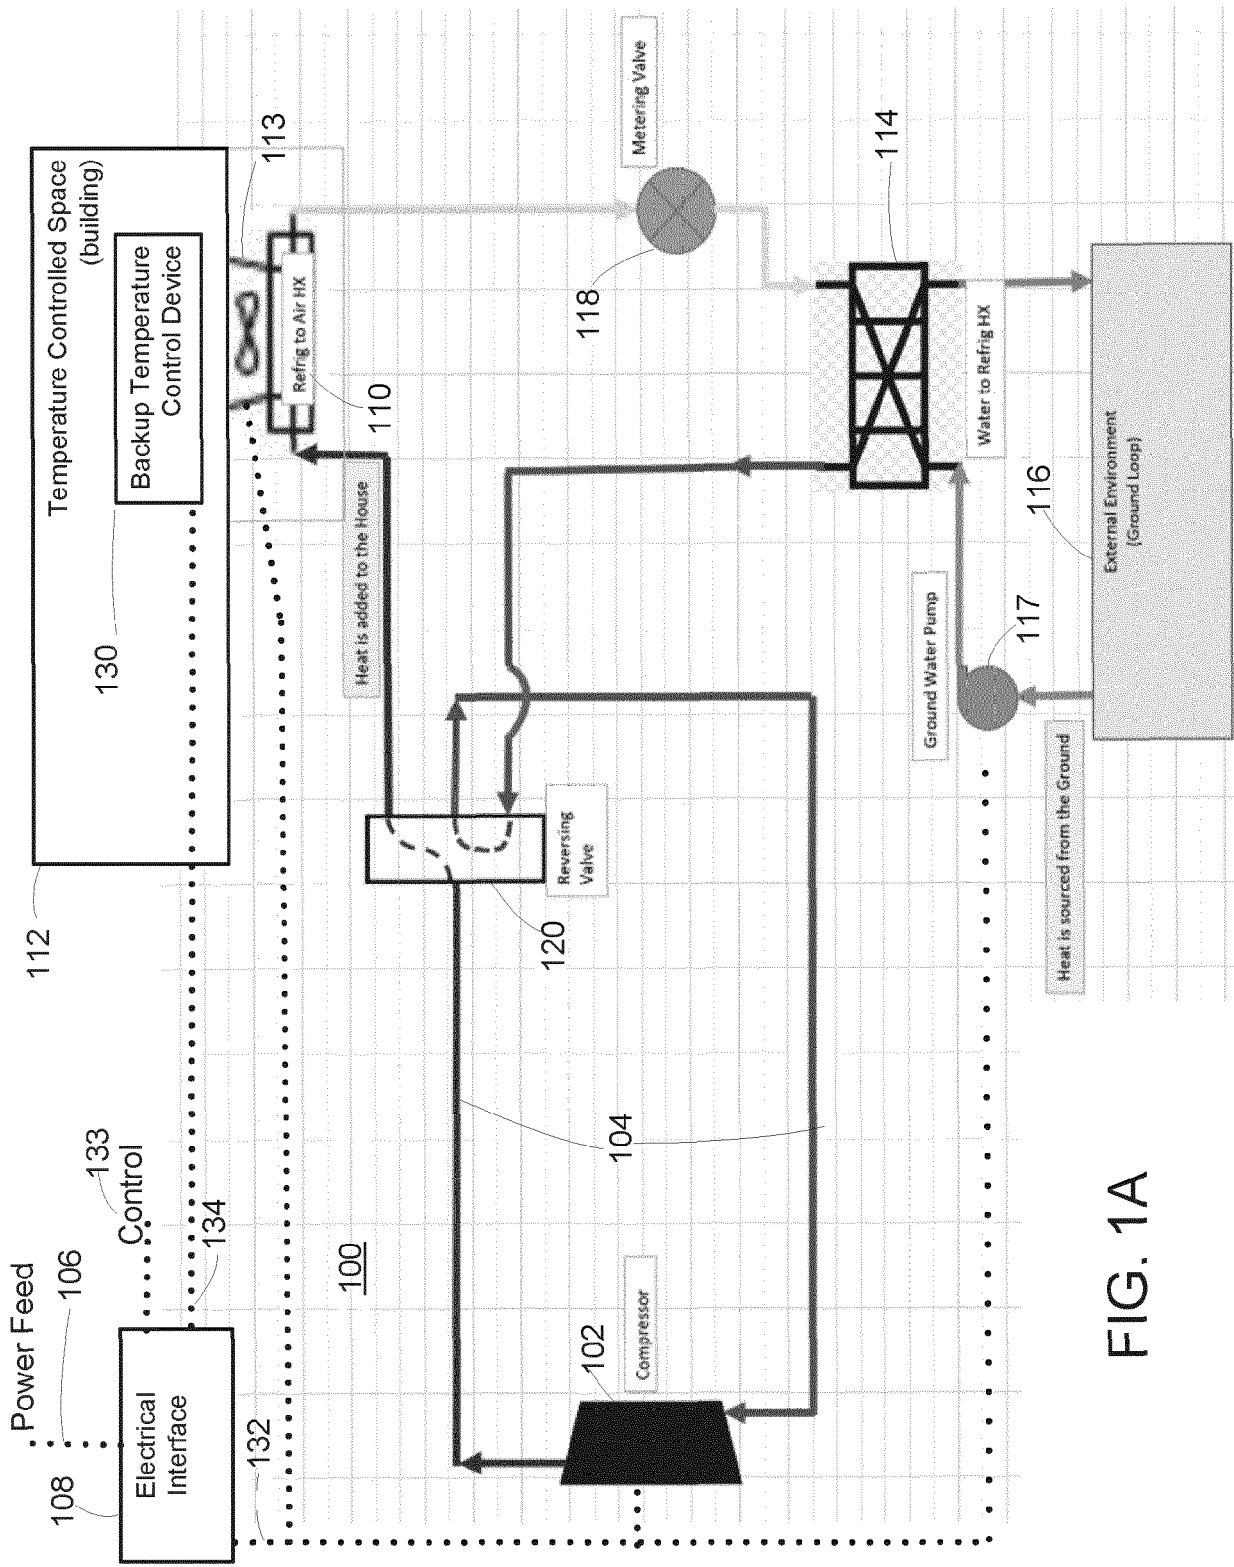 Power Feed
106
133
Control
108
Electrical
Interface
134
132
112
Temperature Controlled Space
(building)
130
Backup Temperature
Control Device
113
Refrig to Air HX
110
Heat is added to the House
100
Metering Valve
118
114
Water to Refrig HX
120
Reversing
Valve
104
102
Compressor
Ground Water Pump
117
116
External Environment
(Ground Loop)
Heat is sourced from the Ground
FIG. 1A